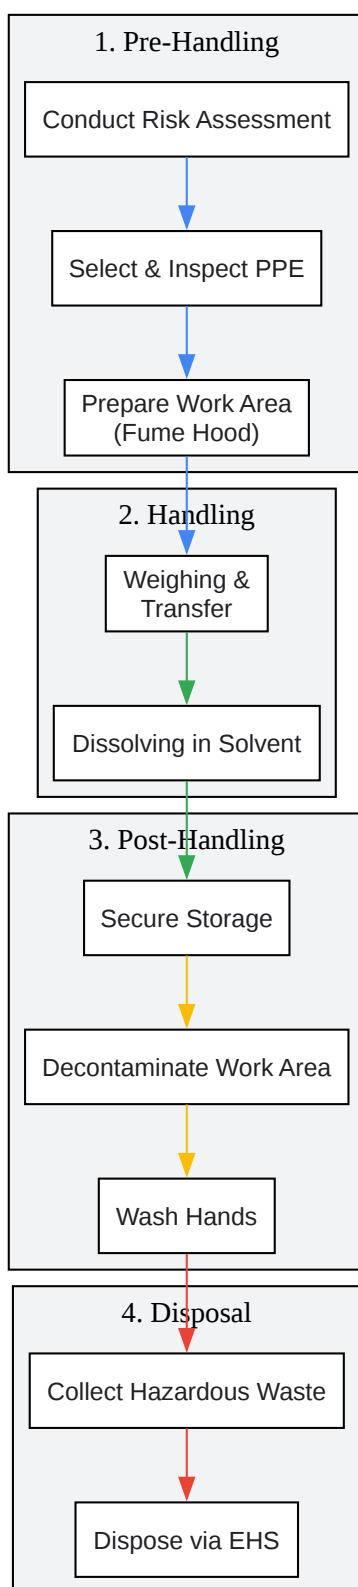 1. Pre-Handling
Conduct Risk Assessment
Select & Inspect PPE
Prepare Work Area
(Fume Hood)
2. Handling
Weighing &
Transfer
Dissolving in Solvent
3. Post-Handling
Secure Storage
Decontaminate Work Area
Wash Hands
4. Disposal
Collect Hazardous Waste
Dispose via EHS